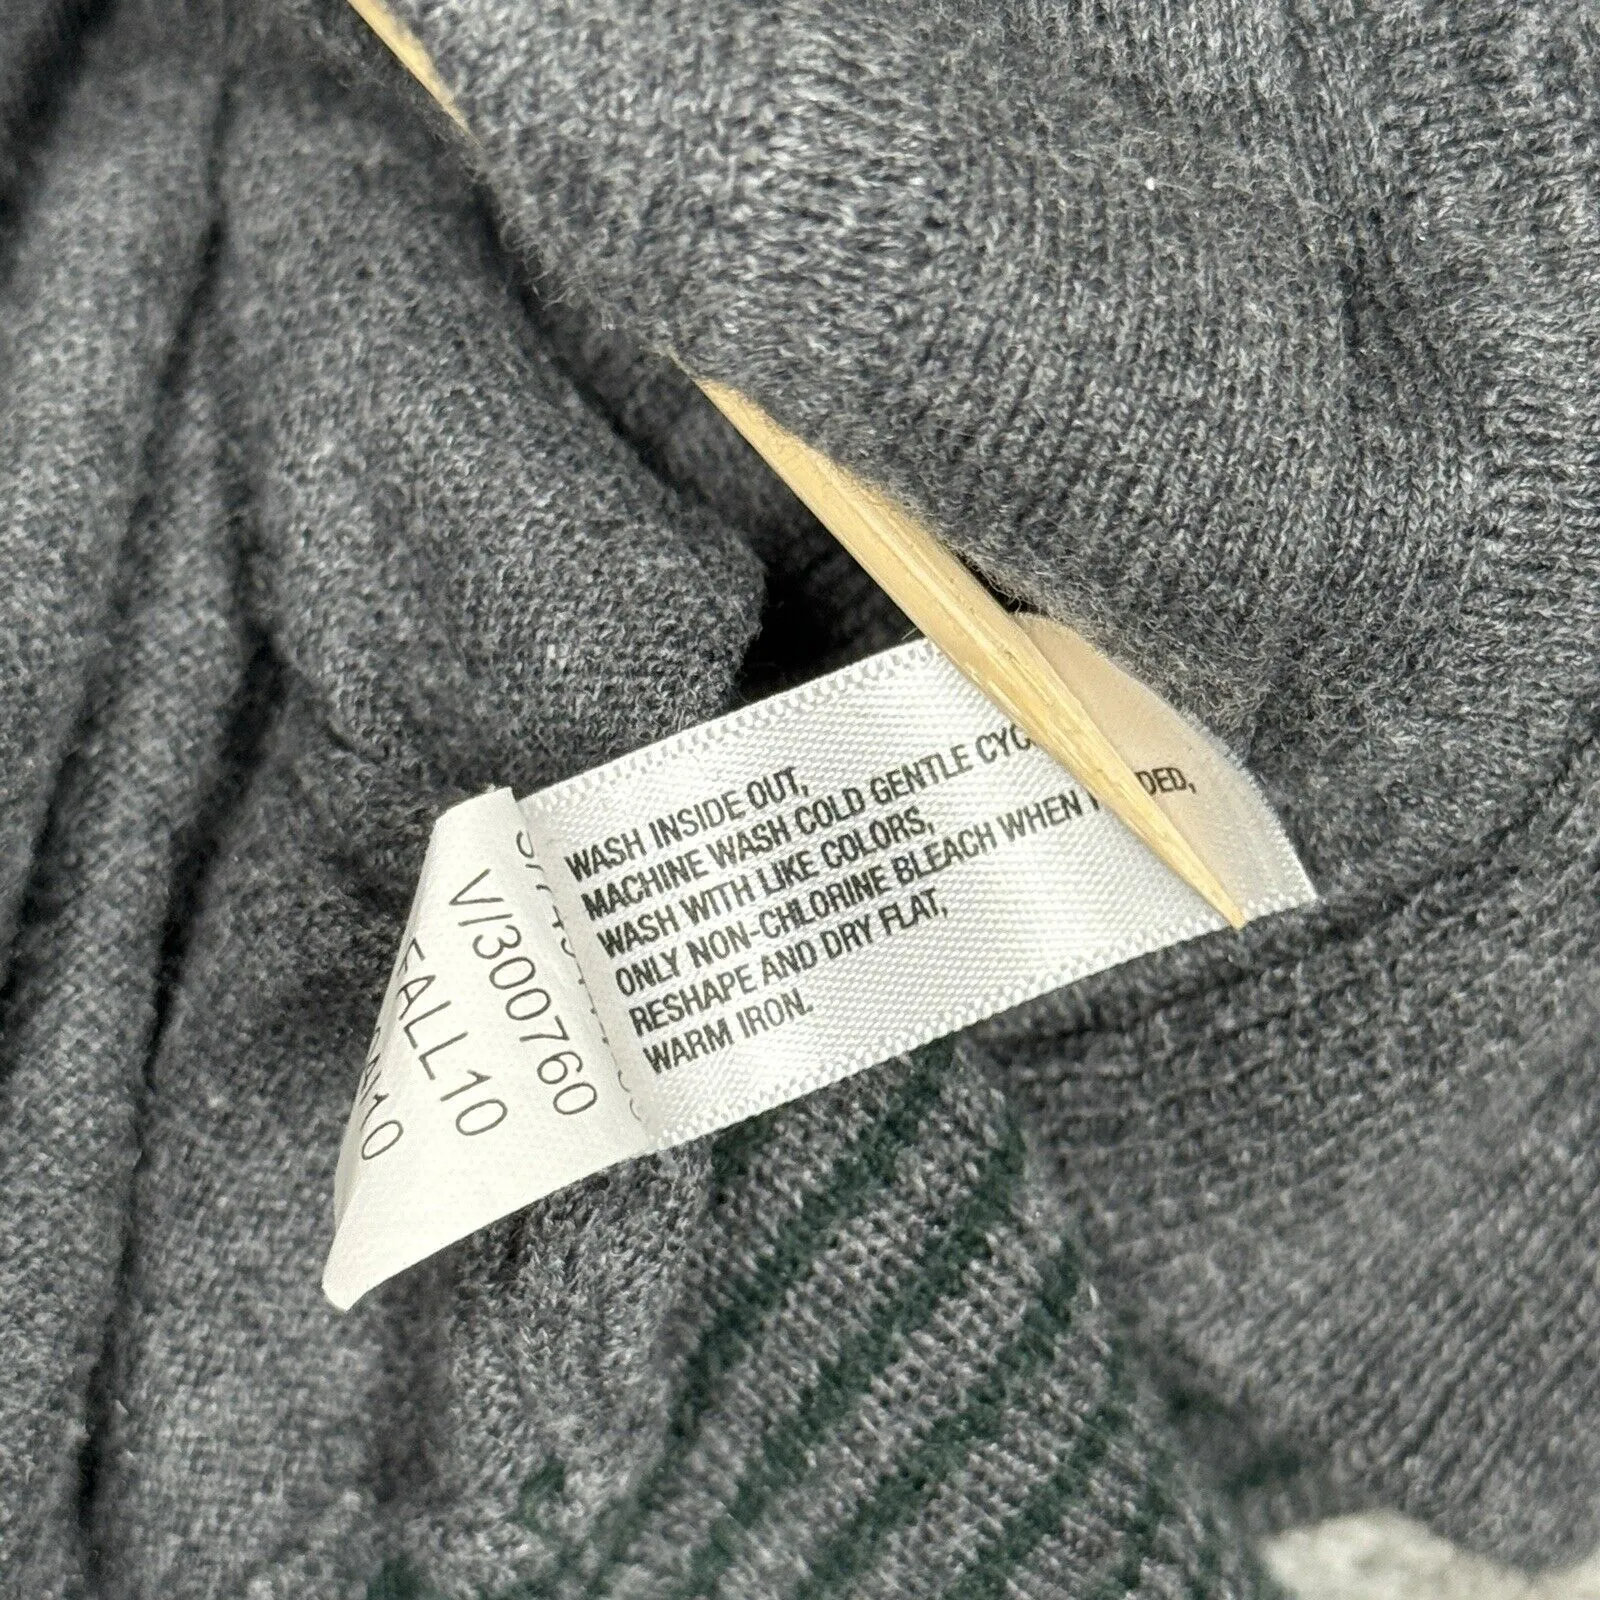 WASH INSIDE OUT,
MACHINE WASH COLD GENTLE
WASH WITH LIKE COLORS,
ONLY NON-CHLORINE BLEACH WHEN
RESHAPE AND DRY FLAT,
WARM IRON.
V/300760
FALL10